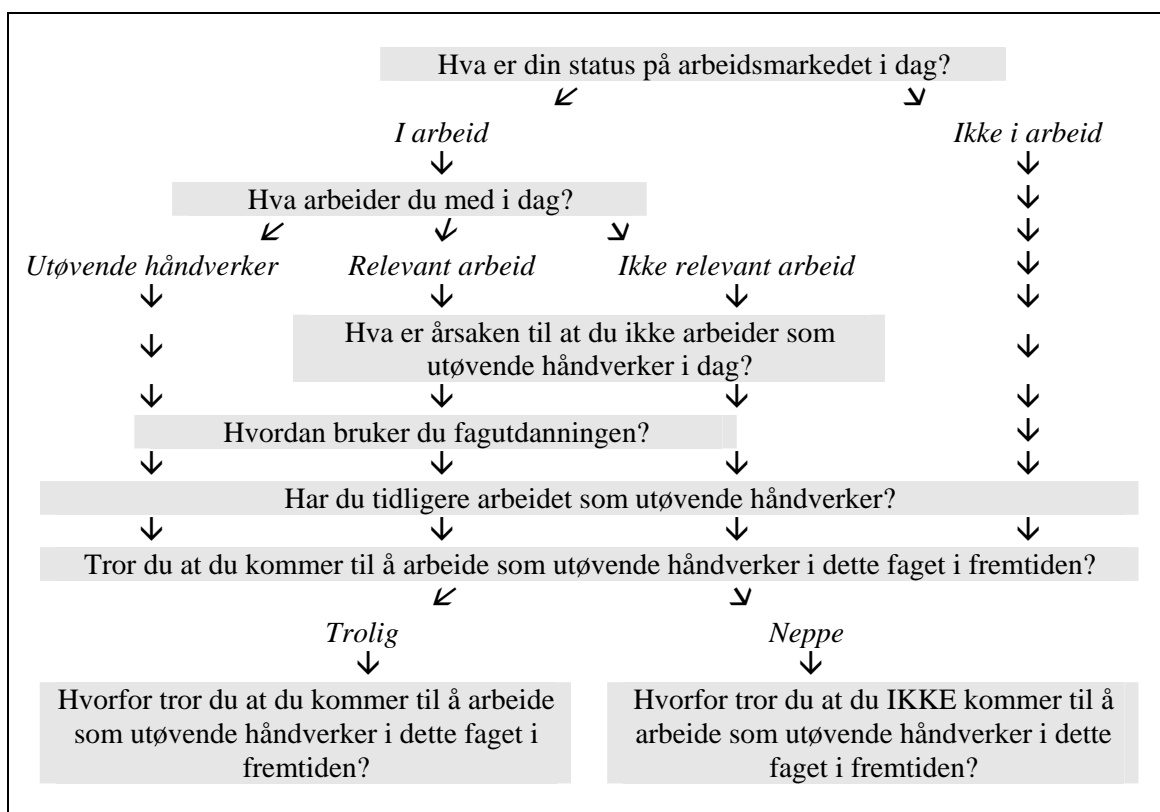 Hva er din status på arbeidsmarkedet i dag?
I arbeid
Ikke i arbeid
Hva arbeider du med i dag?
Utøvende håndverker
Relevant arbeid
Ikke relevant arbeid
Hva er årsaken til at du ikke arbeider som
utøvende håndverker i dag?
Hvordan bruker du fagutdanningen?
Har du tidligere arbeidet som utøvende håndverker?
Tror du at du kommer til å arbeide som utøvende håndverker i dette faget i fremtiden?
Trolig
Neppe
Hvorfor tror du at du kommer til å arbeide
som utøvende håndverker i dette faget i
fremtiden?
Hvorfor tror du at du IKKE kommer til å
arbeide som utøvende håndverker i dette
faget i fremtiden?